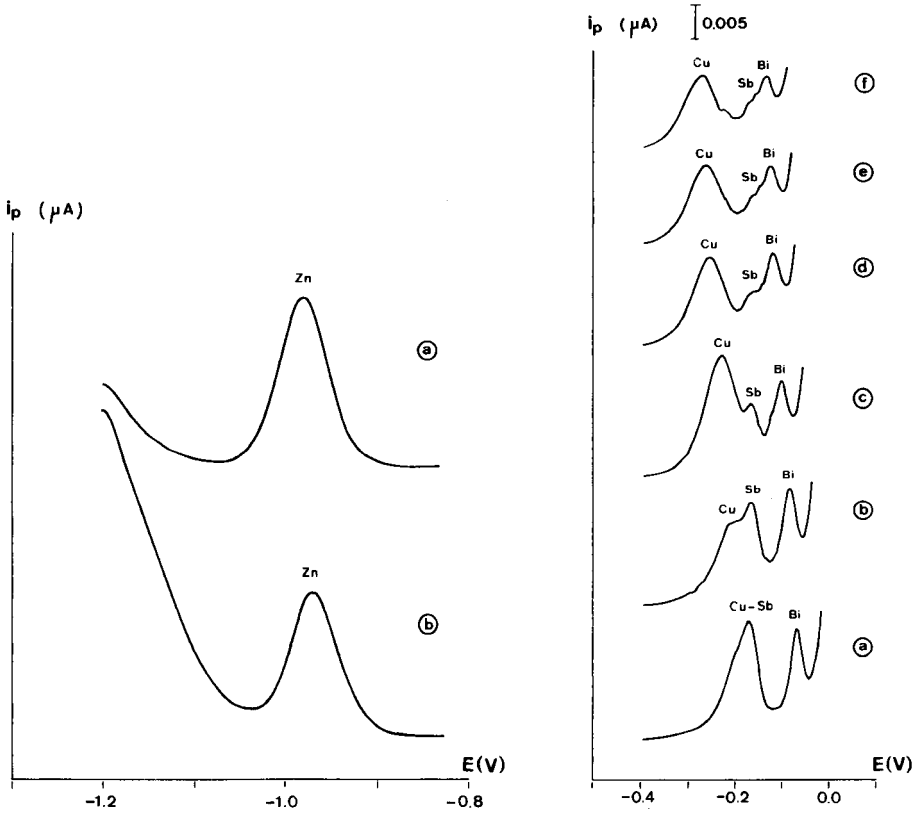 ip (μA)
Zn
a
Zn
b
E(V)
-1.2 -1.0 -0.8
ip (μA) 0.005
Cu Sb Bi
f
Cu Sb Bi
e
Cu Sb Bi
d
Cu Sb Bi
c
Cu Sb Bi
b
Cu-Sb Bi
a
E(V)
-0.4 -0.2 0.0